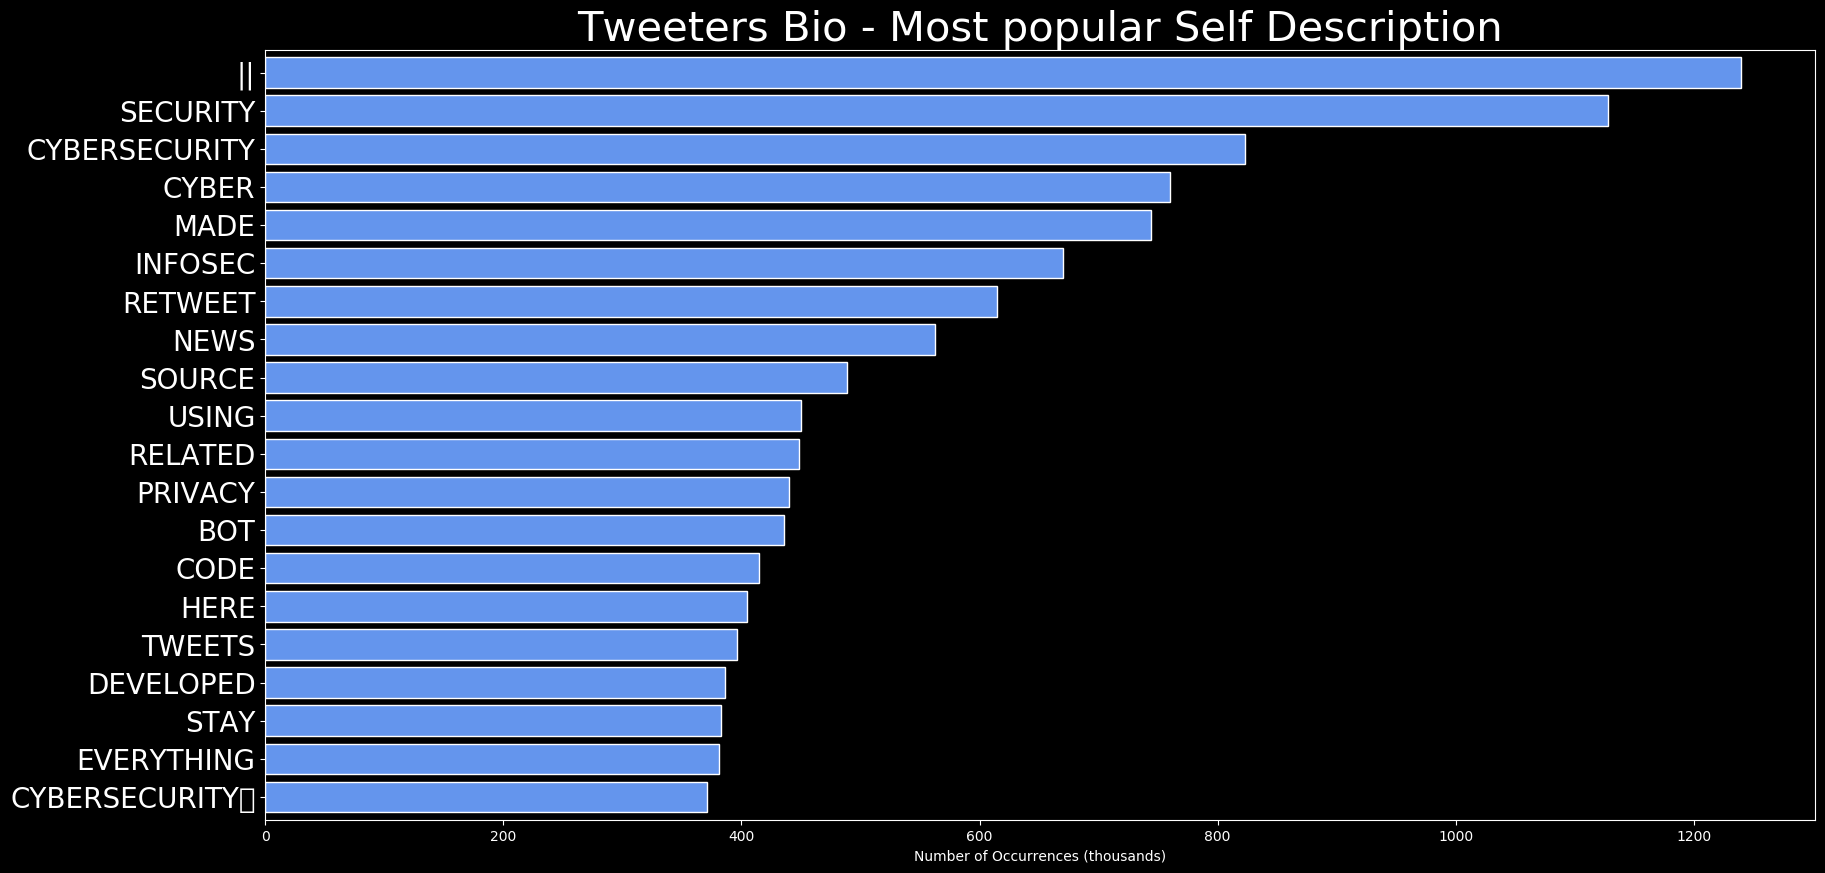 Tweeters Bio - Most popular Self Description
||
SECURITY
CYBERSECURITY
CYBER
MADE
INFOSEC
RETWEET
NEWS
SOURCE
USING
RELATED
PRIVACY
BOT
CODE
HERE
TWEETS
DEVELOPED
STAY
EVERYTHING
CYBERSECURITY▯
0 200 400 600 800 1000 1200
Number of Occurrences (thousands)